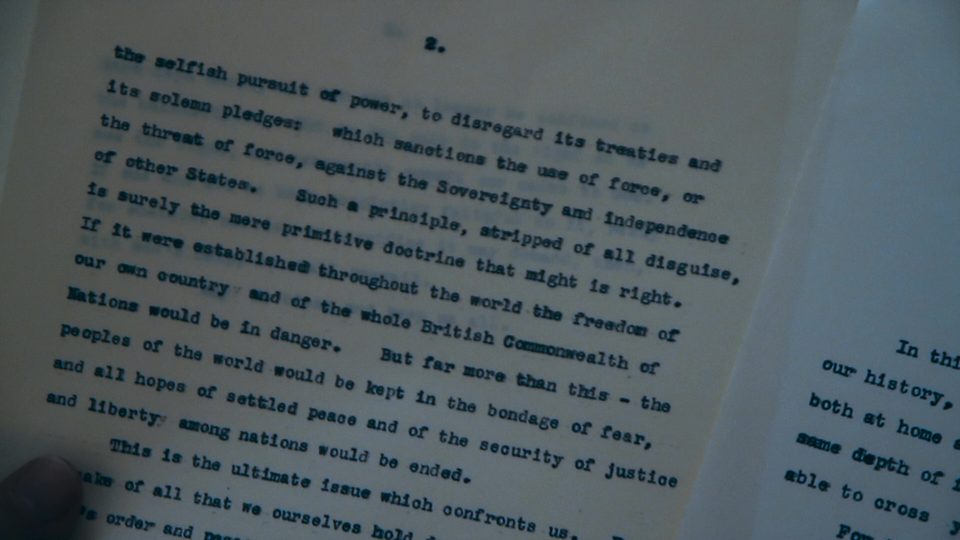 2.
the selfish pursuit of power, to disregard its treaties and
its solemn pledges: which sanctions the use of force, or
the threat of force, against the Sovereignty and independence
of other States. Such a principle, stripped of all disguise,
is surely the mere primitive doctrine that might is right.
If it were established throughout the world the freedom of
our own country and of the whole British Commonwealth of
Nations would be in danger. But far more than this - the
peoples of the world would be kept in the bondage of fear,
and all hopes of settled peace and of the security of justice
and liberty among nations would be ended.
This is the ultimate issue which confronts us.
of all that we ourselves hold
order and
In thi
our history,
both at home
same depth of
able to cross
For